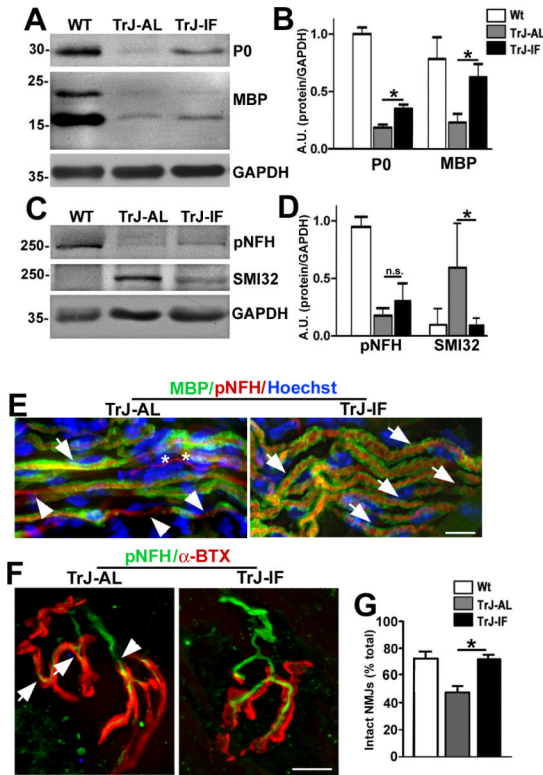 A
WT TrJ-AL TrJ-IF
30- P0
25-
MBP
15-
35- GAPDH
B
Wt
TrJ-AL
TrJ-IF
A.U. (protein/GAPDH)
1.0
0.5
0.0
*
*
P0 MBP
C
WT TrJ-AL TrJ-IF
250- pNFH
250- SMI32
35- GAPDH
D
A.U. (protein/GAPDH)
1.0
0.5
0.0
n.s.
*
pNFH SMI32
E
MBP/pNFH/Hoechst
TrJ-AL TrJ-IF
* *
F
pNFH/α-BTX
TrJ-AL TrJ-IF
G
Wt
TrJ-AL
TrJ-IF
Intact NMJs (% total)
100
80
60
40
20
0
*